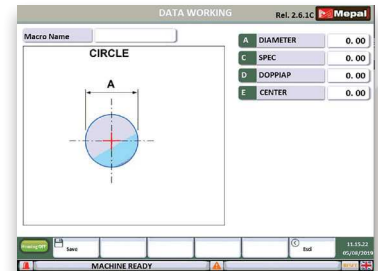 DATA WORKING
Rel. 2.6.1C
Mepal
Macro Name
CIRCLE
A
A DIAMETER 0.00
C SPEC 0.00
D DOPPIAP 0.00
E CENTER 0.00
Save
Esci
11.15.22
05/08/2019
MACHINE READY